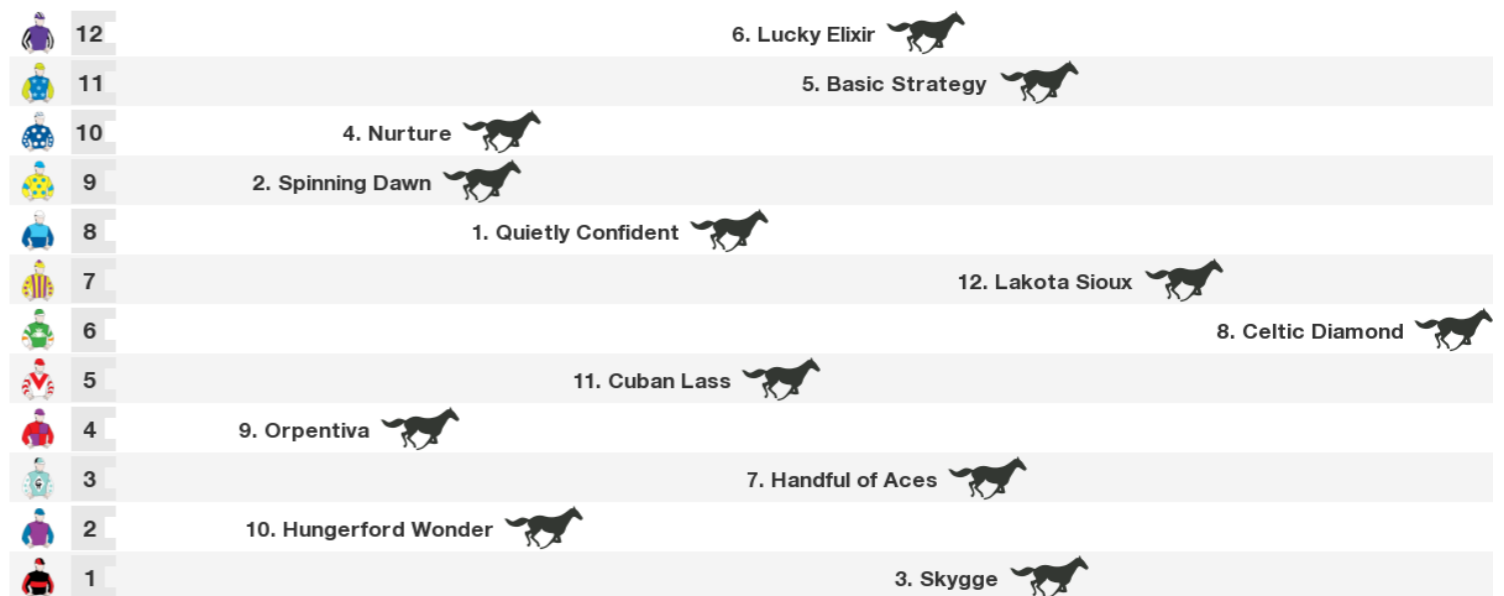 12 6. Lucky Elixir
11 5. Basic Strategy
10 4. Nurture
9 2. Spinning Dawn
8 1. Quietly Confident
7 12. Lakota Sioux
6 8. Celtic Diamond
5 11. Cuban Lass
4 9. Orpentiva
3 7. Handful of Aces
2 10. Hungerford Wonder
1 3. Skygge